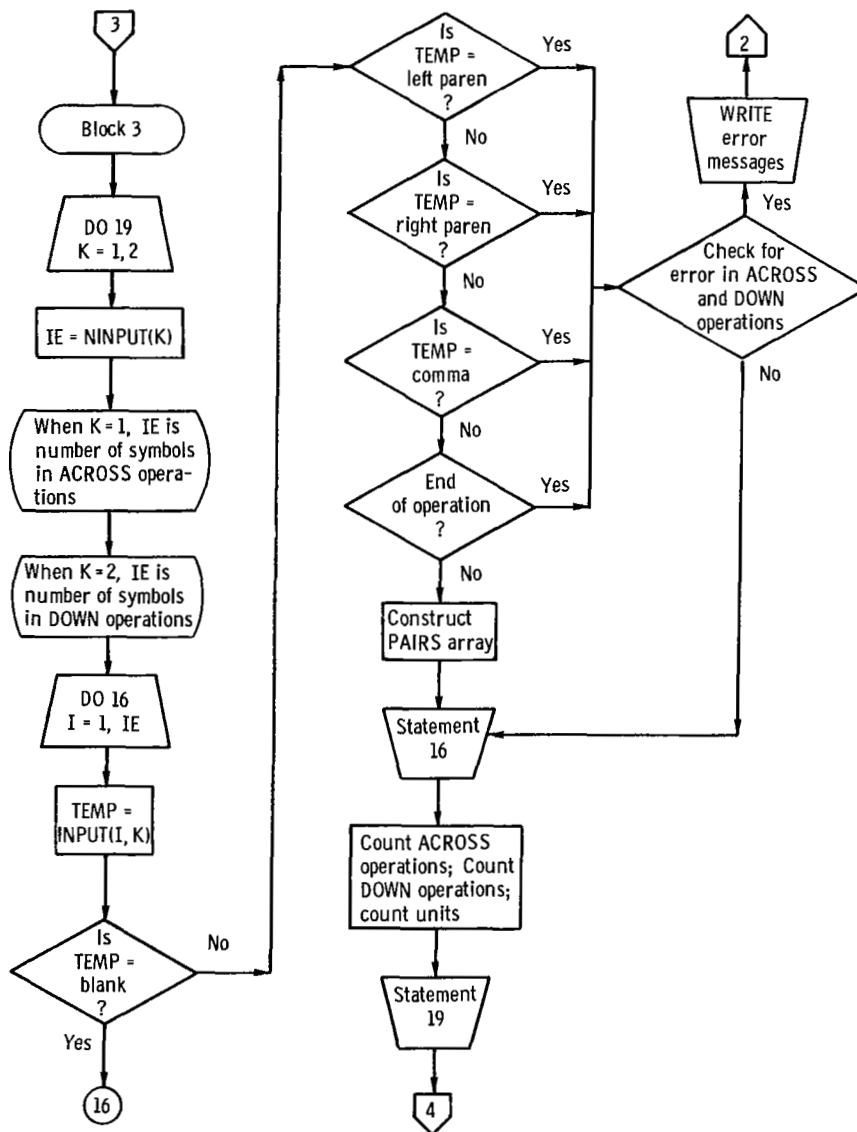 3
Block 3
DO 19
K = 1, 2
IE = NINPUT(K)
When K = 1, IE is
number of symbols
in ACROSS opera-
tions
When K = 2, IE is
number of symbols
in DOWN operations
DO 16
I = 1, IE
TEMP =
INPUT(I, K)
Is
TEMP =
blank
?
No
Yes
16
Is
TEMP =
left paren
?
Yes
No
Is
TEMP =
right paren
?
Yes
No
Is
TEMP =
comma
?
Yes
No
End
of operation
?
Yes
No
Construct
PAIRS array
Statement
16
Count ACROSS
operations; Count
DOWN operations;
count units
Statement
19
4
2
WRITE
error
messages
Yes
Check for
error in ACROSS
and DOWN
operations
No